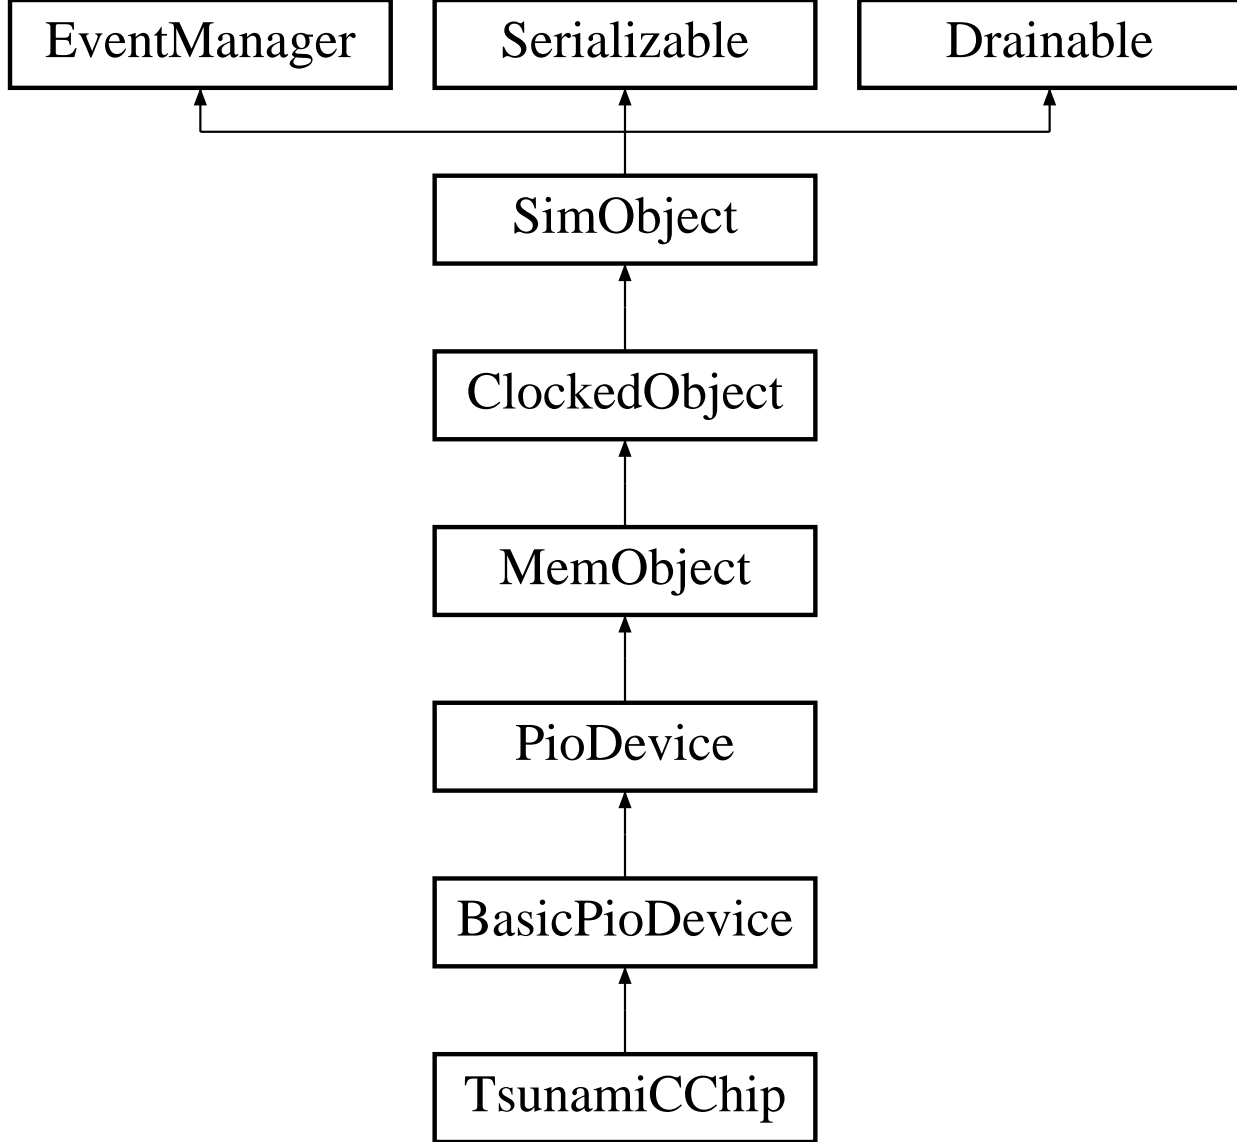 EventManager
Serializable
Drainable
SimObject
ClockedObject
MemObject
PioDevice
BasicPioDevice
TsunamiCChip